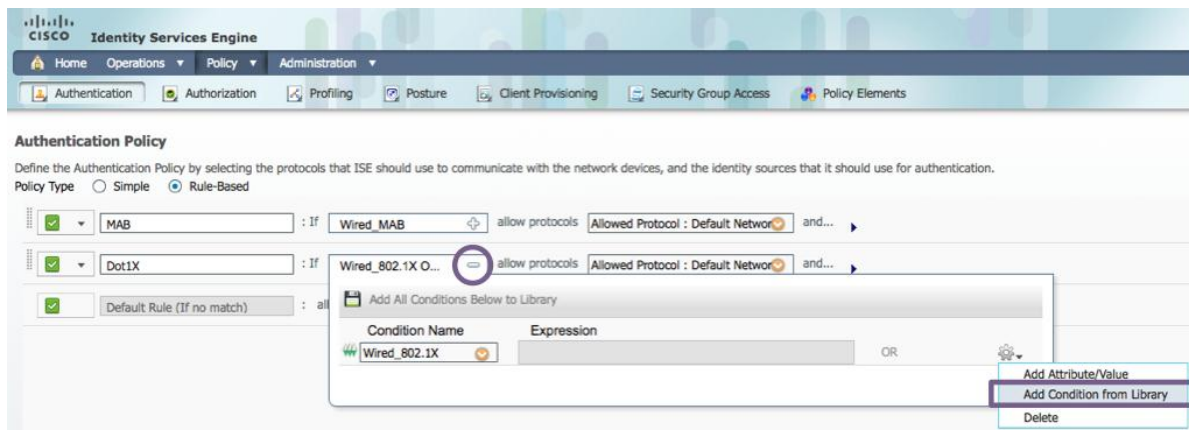 CISCO Identity Services Engine
Home Operations Policy Administration
Authentication Authorization Profiling Posture Client Provisioning Security Group Access Policy Elements
Authentication Policy
Define the Authentication Policy by selecting the protocols that ISE should use to communicate with the network devices, and the identity sources that it should use for authentication.
Policy Type Simple Rule-Based
MAB : If Wired_MAB allow protocols Allowed Protocol : Default Networ and...
Dot1X : If Wired_802.1X O... allow protocols Allowed Protocol : Default Networ and...
Default Rule (If no match) : all
Add All Conditions Below to Library
Condition Name Expression
Wired_802.1X OR
Add Attribute/Value
Add Condition from Library
Delete